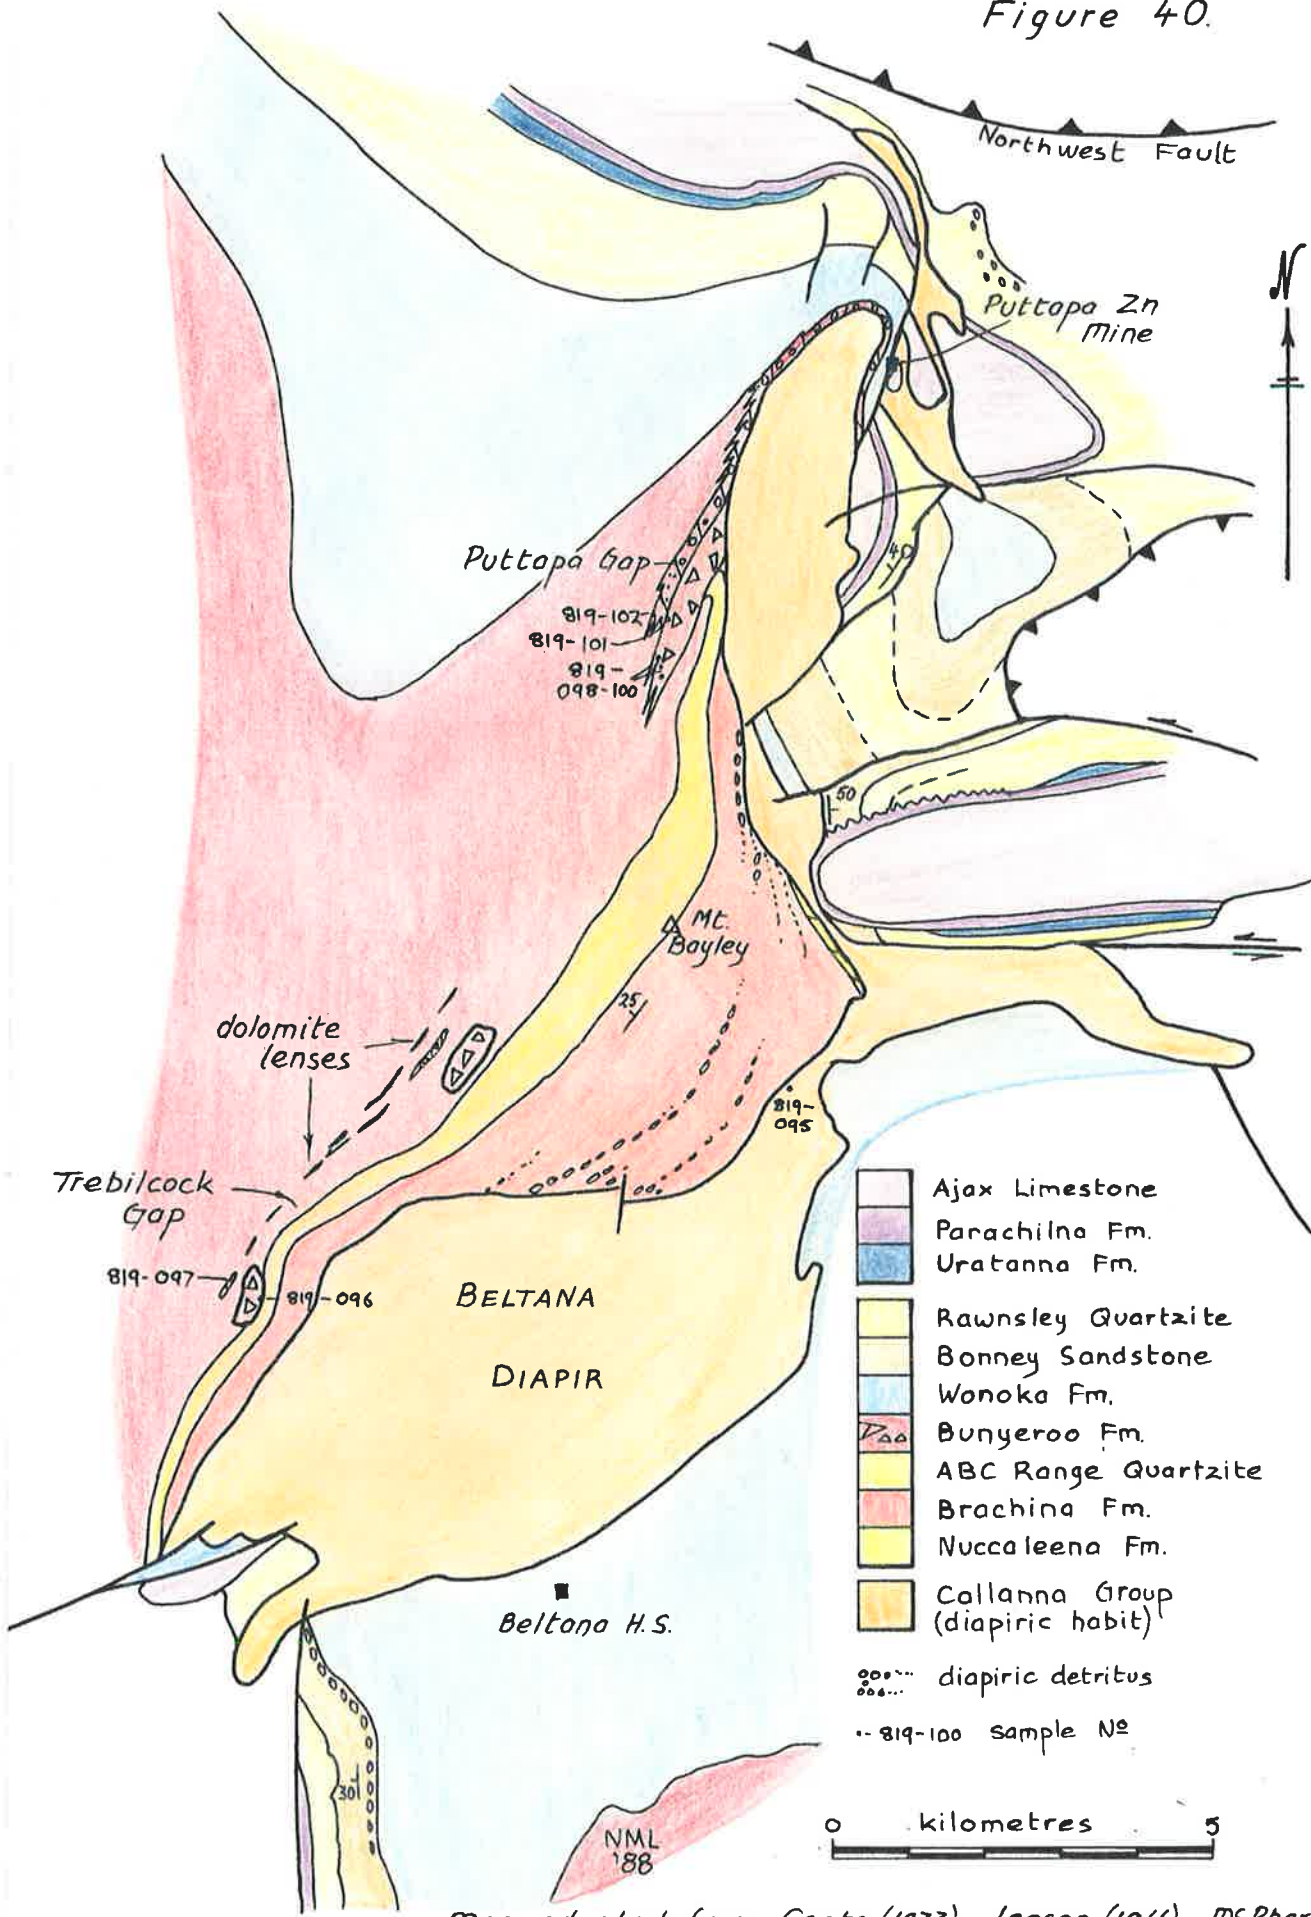 Figure 40.
Northwest Fault
N
Puttapa Zn
Mine
40
Puttapa Gap
819-102
819-101
819-
098-100
50
Mt.
Bayley
25
dolomite
lenses
819-
095
Trebilcock
Gap
819-097
819-096
BELTANA
DIAPIR
Ajax Limestone
Parachilna Fm.
Uratanna Fm.
Rawnsley Quartzite
Bonney Sandstone
Wonoka Fm.
Bunyeroo Fm.
ABC Range Quartzite
Brachina Fm.
Nuccaleena Fm.
Callanna Group
(diapiric habit)
diapiric detritus
819-100 sample Nº
Beltana H.S.
30
NML
'88
0 kilometres 5